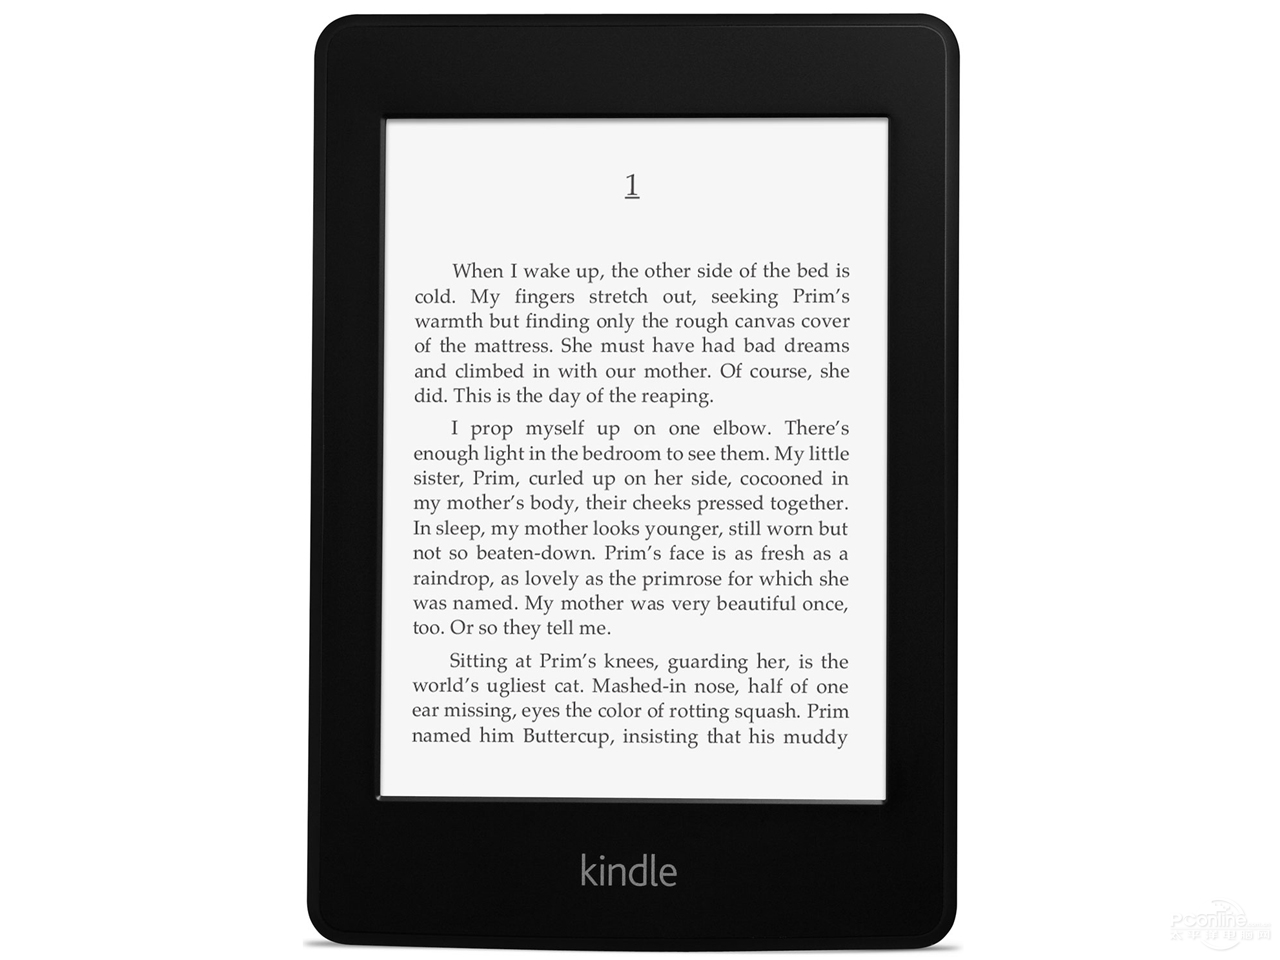 1
When I wake up, the other side of the bed is
cold. My fingers stretch out, seeking Prim's
warmth but finding only the rough canvas cover
of the mattress. She must have had bad dreams
and climbed in with our mother. Of course, she
did. This is the day of the reaping.
I prop myself up on one elbow. There's
enough light in the bedroom to see them. My little
sister, Prim, curled up on her side, cocooned in
my mother's body, their cheeks pressed together.
In sleep, my mother looks younger, still worn but
not so beaten-down. Prim's face is as fresh as a
raindrop, as lovely as the primrose for which she
was named. My mother was very beautiful once,
too. Or so they tell me.
Sitting at Prim's knees, guarding her, is the
world's ugliest cat. Mashed-in nose, half of one
ear missing, eyes the color of rotting squash. Prim
named him Buttercup, insisting that his muddy
kindle
PConline
太平洋电脑网